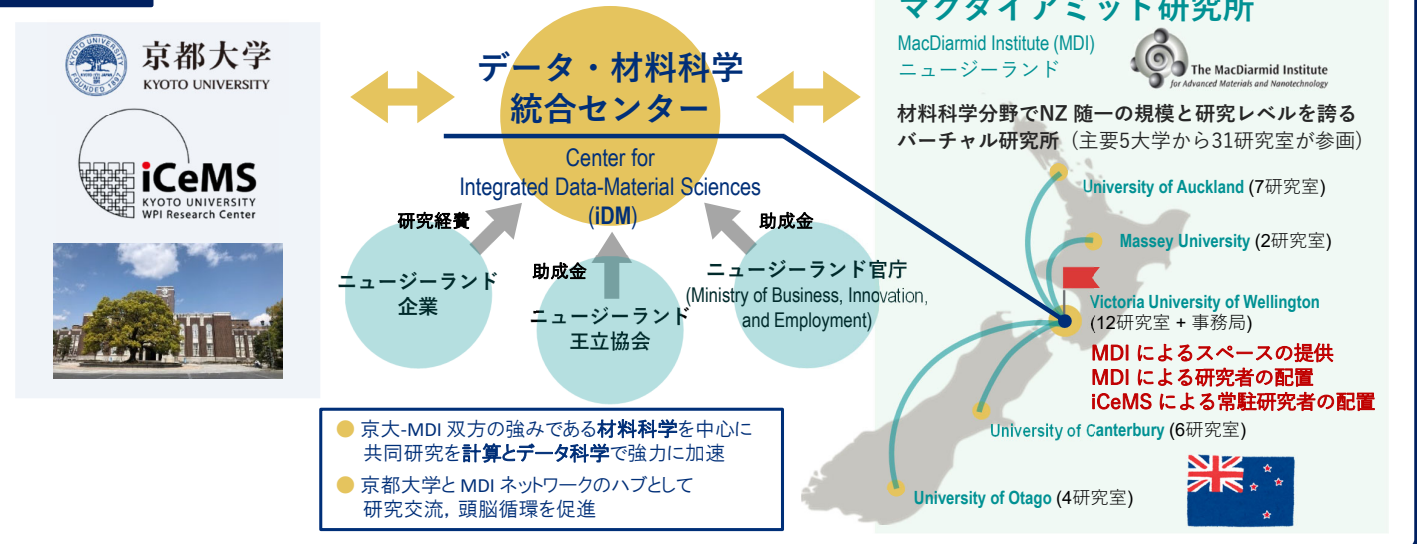 京都大学
KYOTO UNIVERSITY
iCeMS
KYOTO UNIVERSITY
WPI Research Center
データ・材料科学
統合センター
Center for
Integrated Data-Material Sciences
(iDM)
研究経費
助成金
助成金
ニュージーランド
企業
ニュージーランド
王立協会
ニュージーランド官庁
(Ministry of Business, Innovation,
and Employment)
京大-MDI 双方の強みである材料科学を中心に
共同研究を計算とデータ科学で強力に加速
京都大学と MDI ネットワークのハブとして
研究交流，頭脳循環を促進
マクダイアミッド研究所
MacDiarmid Institute (MDI)
ニュージーランド
The MacDiarmid Institute
for Advanced Materials and Nanotechnology
材料科学分野でNZ 随一の規模と研究レベルを誇る
バーチャル研究所（主要5大学から31研究室が参画）
University of Auckland (7研究室)
Massey University (2研究室)
Victoria University of Wellington
(12研究室 + 事務局)
MDI によるスペースの提供
MDI による研究者の配置
iCeMS による常駐研究者の配置
University of Canterbury (6研究室)
University of Otago (4研究室)